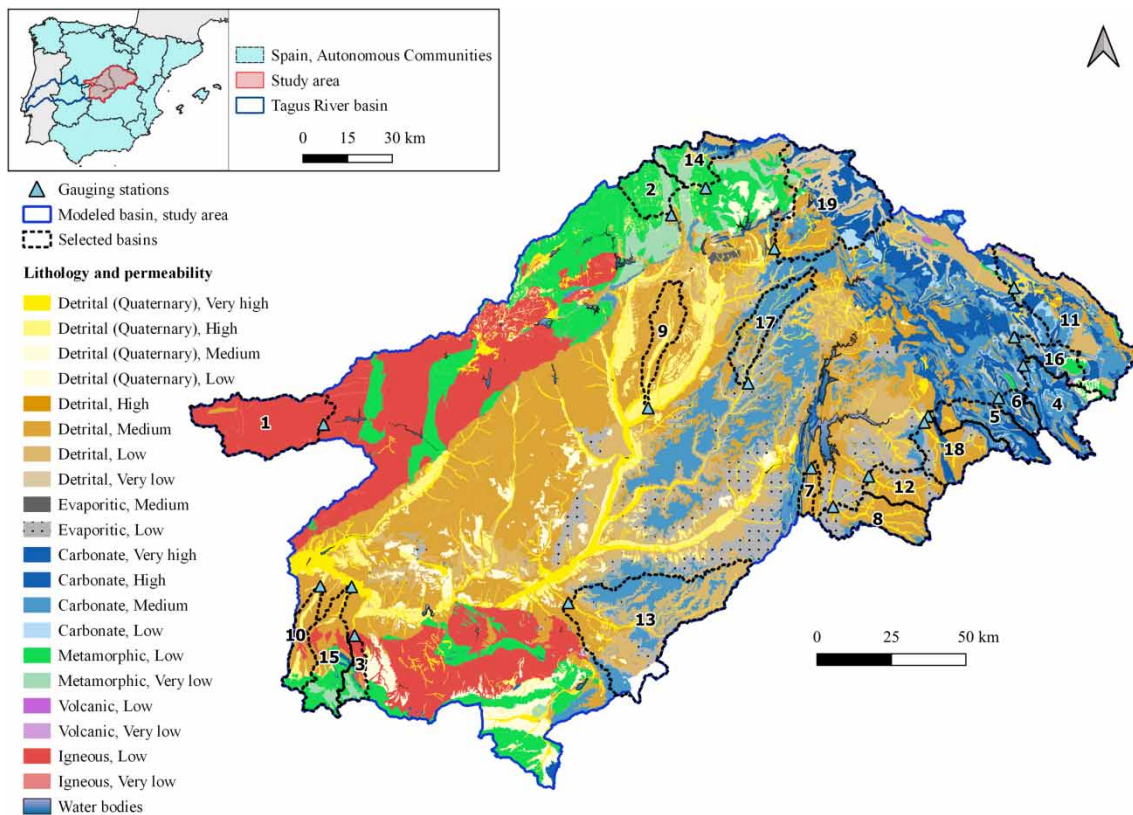 Spain, Autonomous Communities
Study area
Tagus River basin
0 15 30 km
Gauging stations
Modeled basin, study area
Selected basins
Lithology and permeability
Detrital (Quaternary), Very high
Detrital (Quaternary), High
Detrital (Quaternary), Medium
Detrital (Quaternary), Low
Detrital, High
Detrital, Medium
Detrital, Low
Detrital, Very low
Evaporitic, Medium
Evaporitic, Low
Carbonate, Very high
Carbonate, High
Carbonate, Medium
Carbonate, Low
Metamorphic, Low
Metamorphic, Very low
Volcanic, Low
Volcanic, Very low
Igneous, Low
Igneous, Very low
Water bodies
14
2
19
17
11
9
16
6
4
5
1
18
12
7
8
13
10
15
3
0 25 50 km